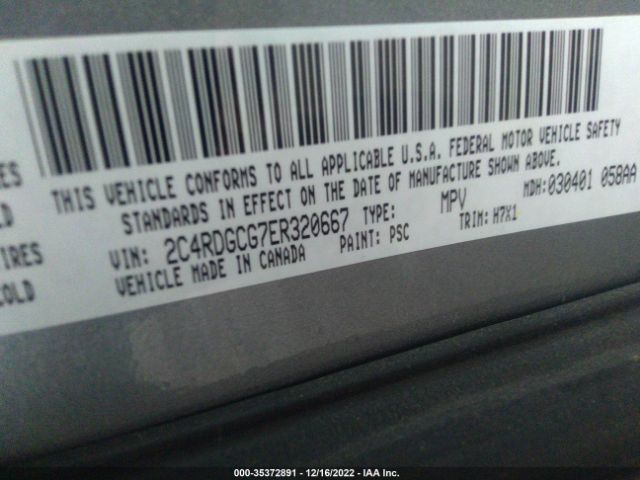 THIS VEHICLE CONFORMS TO ALL APPLICABLE U.S.A. FEDERAL MOTOR VEHICLE SAFETY
STANDARDS IN EFFECT ON THE DATE OF MANUFACTURE SHOWN ABOVE.
MDH: 030401 058AA
VIN: 2C4RDGCG7ER320667 TYPE: MPV
VEHICLE MADE IN CANADA PAINT: PSC TRIM: H7X1
IRES
OLD
000-35372891 - 12/16/2022 - IAA Inc.